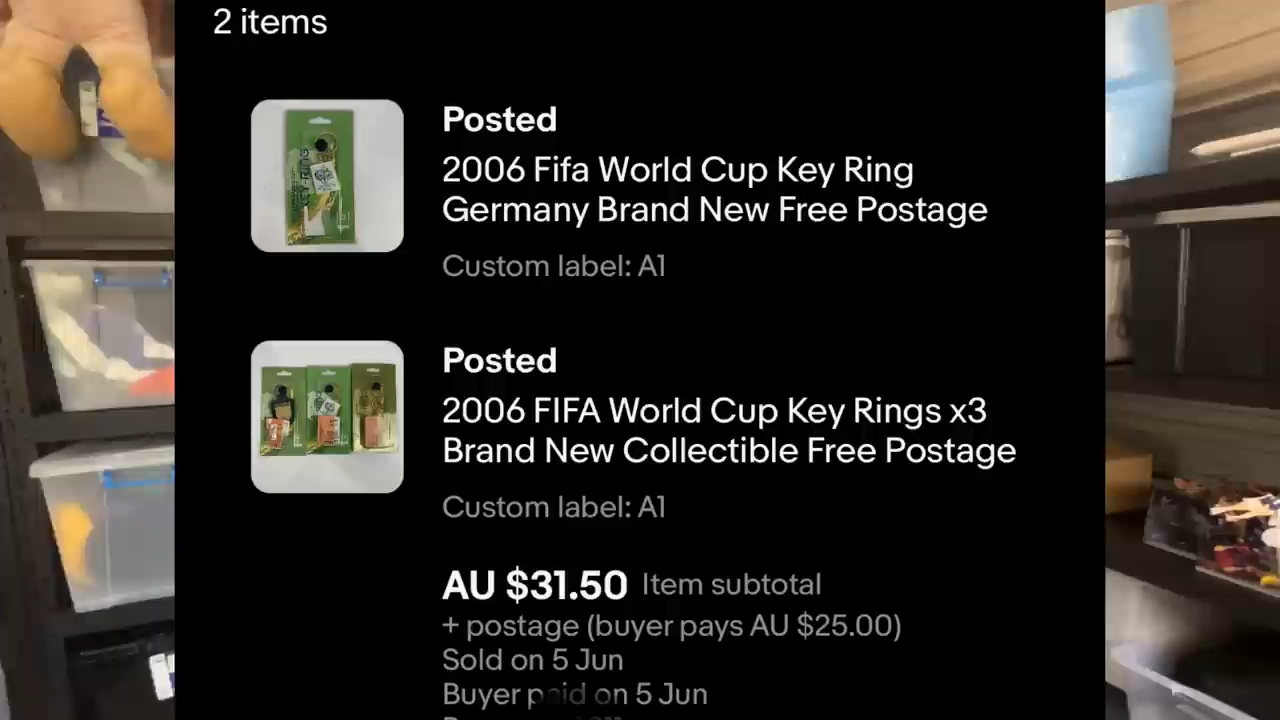 2 items
Posted
2006 Fifa World Cup Key Ring
Germany Brand New Free Postage
Custom label: A1
Posted
2006 FIFA World Cup Key Rings x3
Brand New Collectible Free Postage
Custom label: A1
AU $31.50 Item subtotal
+ postage (buyer pays AU $25.00)
Sold on 5 Jun
Buyer paid on 5 Jun